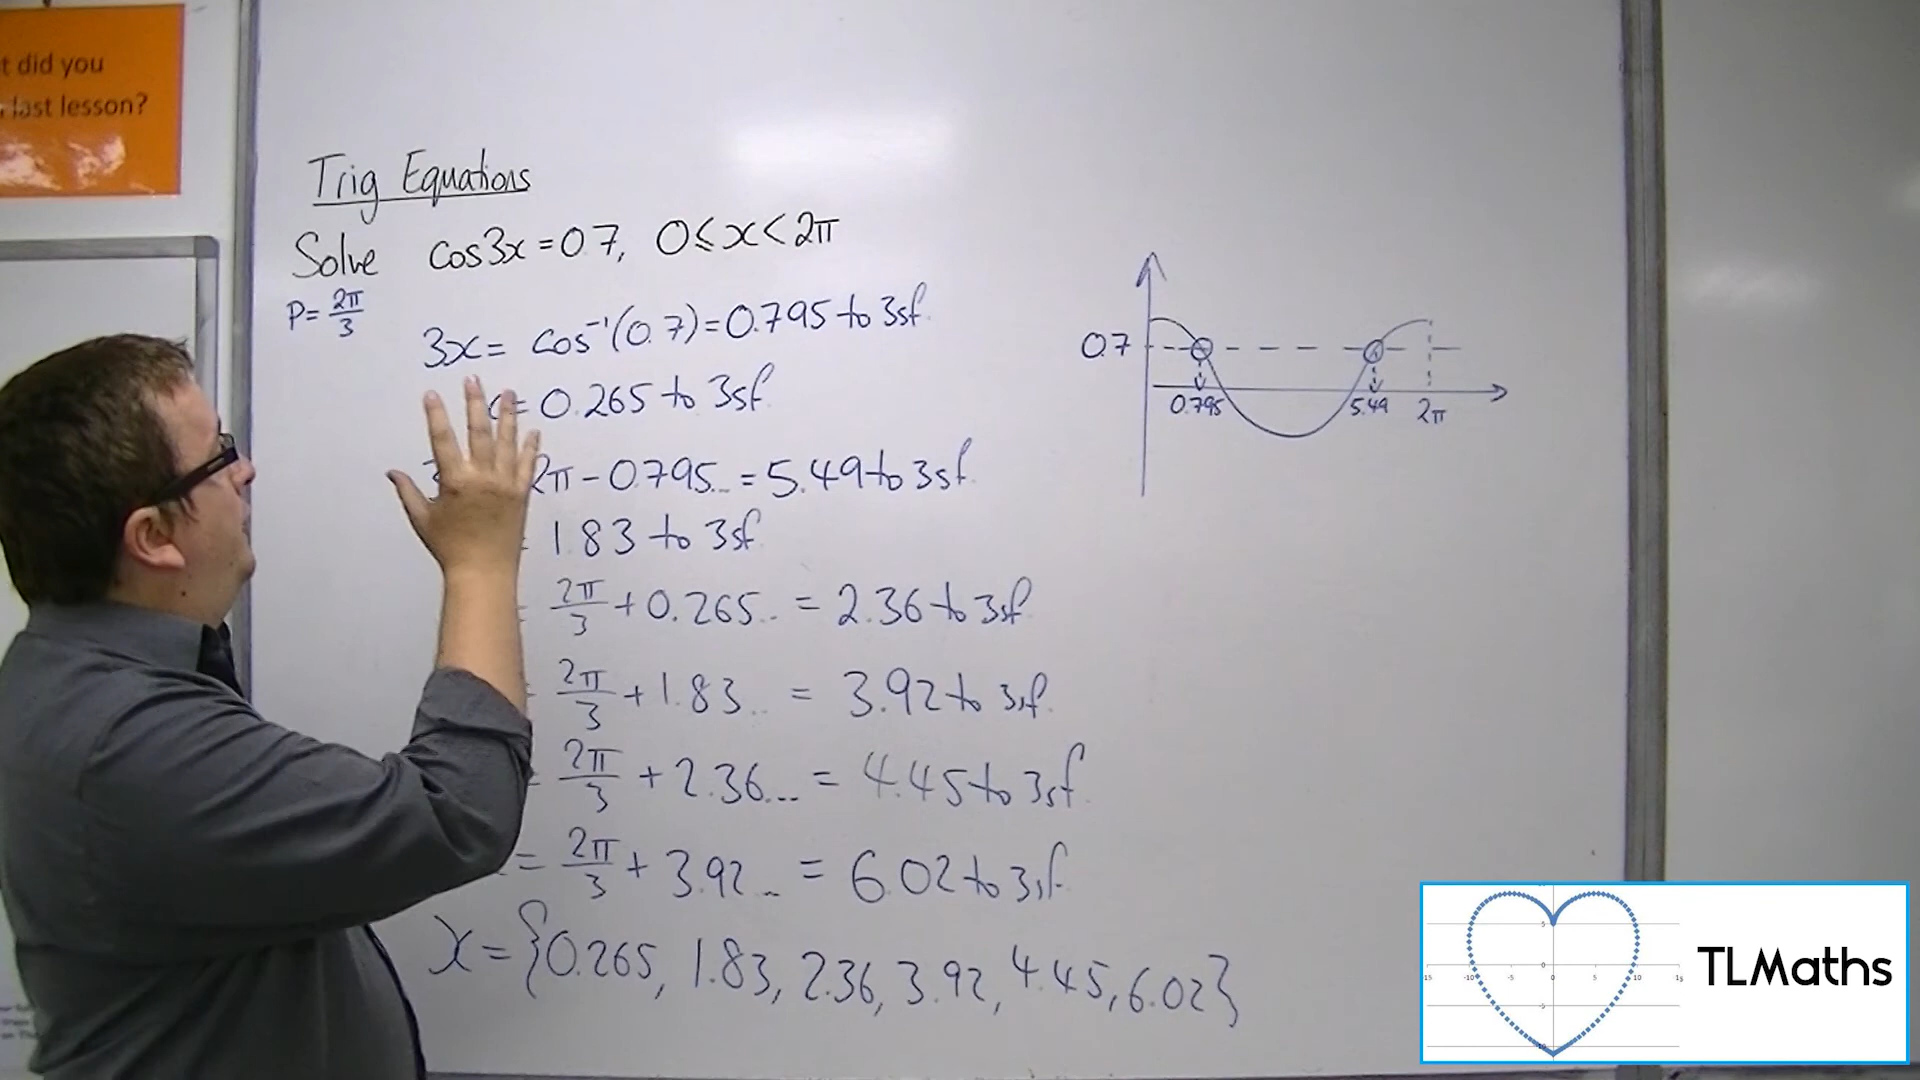 t did you
last lesson?
Trig Equations
Solve cos3x=0.7, 0≤x<2π
P=2π/3
3x= cos⁻¹(0.7)=0.795 to 3sf
= 0.265 to 3sf
2π-0.795... = 5.49 to 3sf
1.83 to 3sf
2π/3 + 0.265... = 2.36 to 3sf
= 2π/3 + 1.83... = 3.92 to 3sf
= 2π/3 + 2.36... = 4.45 to 3sf
= 2π/3 + 3.92... = 6.02 to 3sf
x={0.265, 1.83, 2.36, 3.92, 4.45, 6.02}
0.7
0.795 5.49 2π
TLMaths